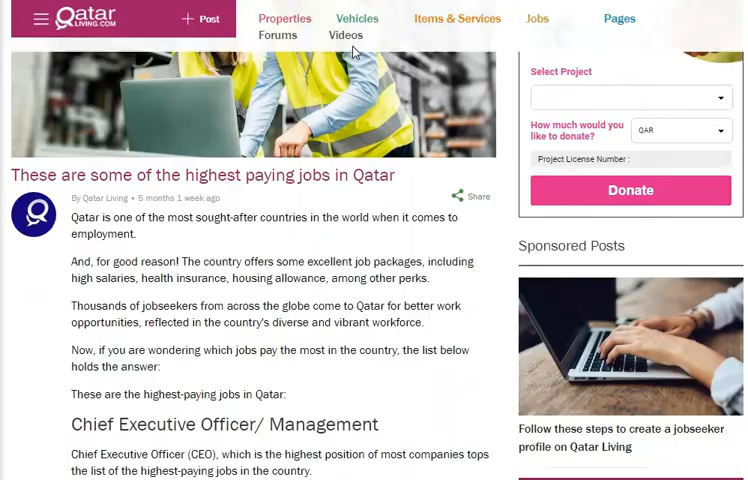 Qatar
LIVING.COM
+ Post
Properties Vehicles Items & Services Jobs Pages
Forums Videos
Select Project
How much would you
like to donate?
QAR
Project License Number :
Donate
These are some of the highest paying jobs in Qatar
By Qatar Living • 5 months 1 week ago
Share
Qatar is one of the most sought-after countries in the world when it comes to
employment.
And, for good reason! The country offers some excellent job packages, including
high salaries, health insurance, housing allowance, among other perks.
Thousands of jobseekers from across the globe come to Qatar for better work
opportunities, reflected in the country's diverse and vibrant workforce.
Now, if you are wondering which jobs pay the most in the country, the list below
holds the answer:
These are the highest-paying jobs in Qatar:
Chief Executive Officer/ Management
Chief Executive Officer (CEO), which is the highest position of most companies tops
the list of the highest-paying jobs in the country.
Sponsored Posts
Follow these steps to create a jobseeker
profile on Qatar Living